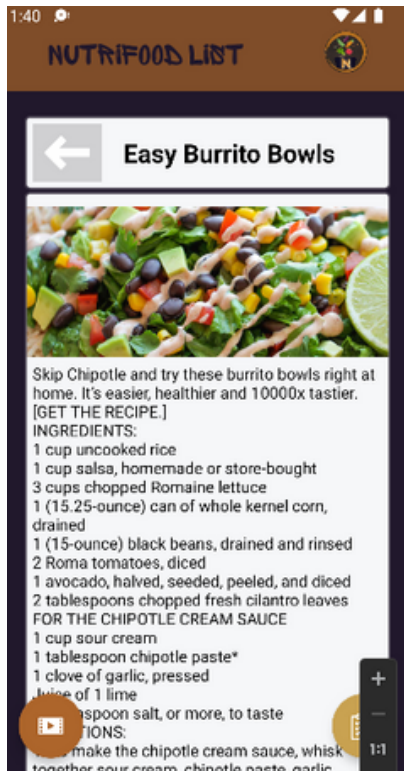 1:40
NUTRIFOOD LIST
N
Easy Burrito Bowls
Skip Chipotle and try these burrito bowls right at
home. It's easier, healthier and 10000x tastier.
[GET THE RECIPE.]
INGREDIENTS:
1 cup uncooked rice
1 cup salsa, homemade or store-bought
3 cups chopped Romaine lettuce
1 (15.25-ounce) can of whole kernel corn,
drained
1 (15-ounce) black beans, drained and rinsed
2 Roma tomatoes, diced
1 avocado, halved, seeded, peeled, and diced
2 tablespoons chopped fresh cilantro leaves
FOR THE CHIPOTLE CREAM SAUCE
1 cup sour cream
1 tablespoon chipotle paste*
1 clove of garlic, pressed
Juice of 1 lime
salt, or more, to taste
make the chipotle cream sauce, whisk
together sour cream, chipotle paste, garlic
+
1:1